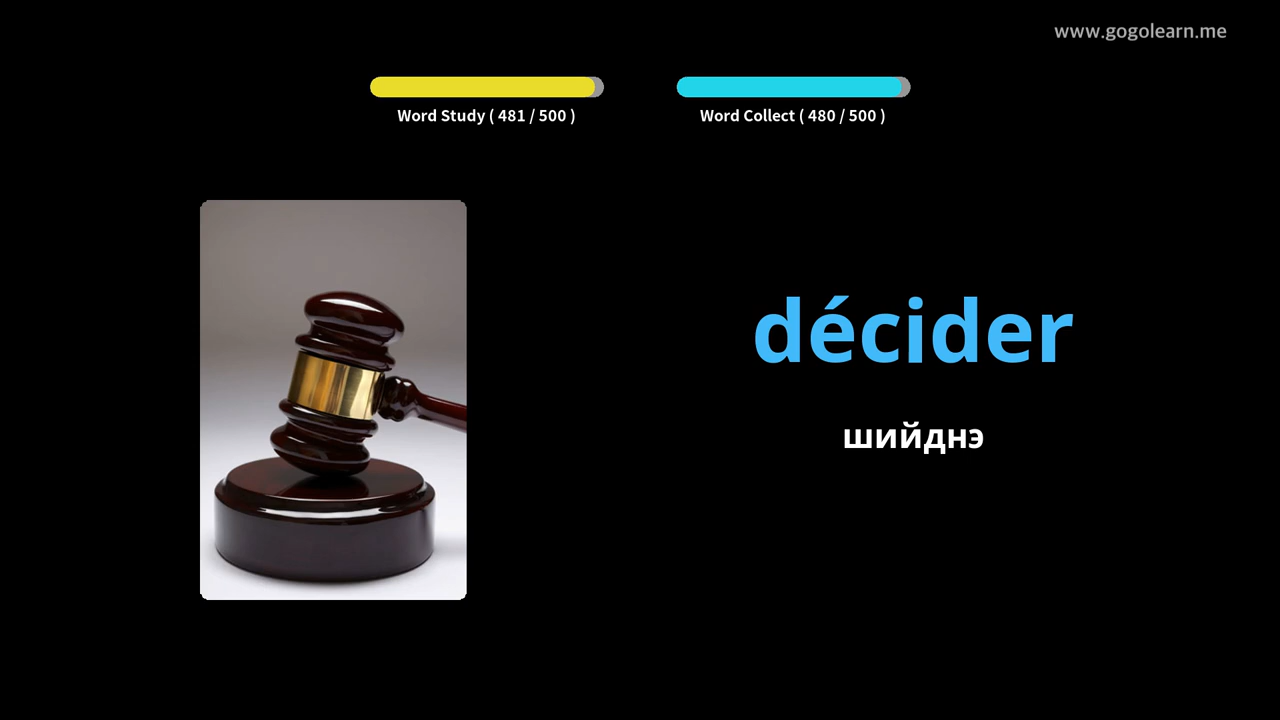 www.gogolearn.me
Word Study ( 481 / 500 )
Word Collect ( 480 / 500 )
décider
шийднэ